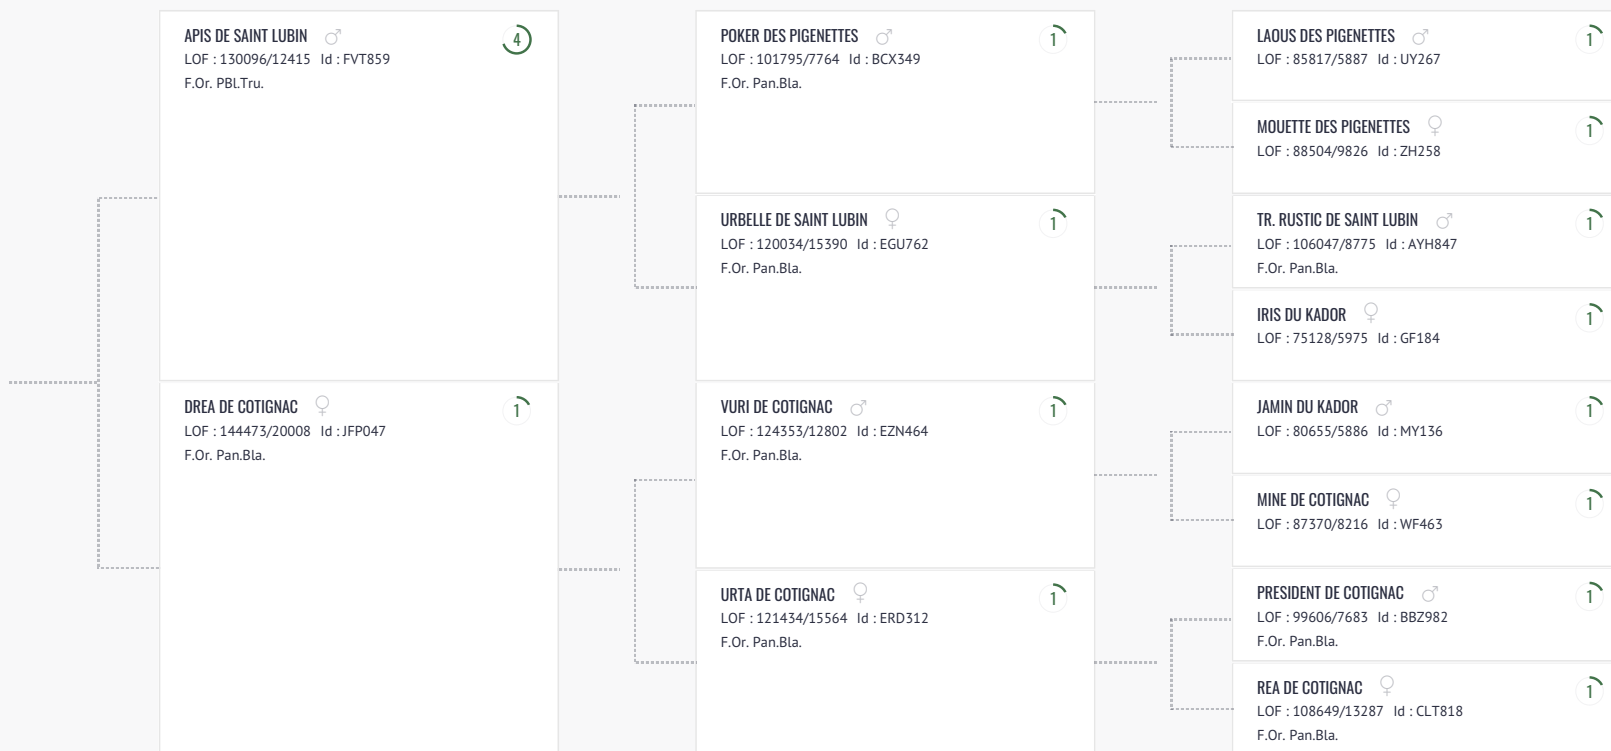 APIS DE SAINT LUBIN
4
LOF : 130096/12415 Id : FVT859
F.Or. PBl.Tru.
DREA DE COTIGNAC
1
LOF : 144473/20008 Id : JFP047
F.Or. Pan.Bla.
POKER DES PIGENETTES
1
LOF : 101795/7764 Id : BCX349
F.Or. Pan.Bla.
URBELLE DE SAINT LUBIN
1
LOF : 120034/15390 Id : EGU762
F.Or. Pan.Bla.
VURI DE COTIGNAC
1
LOF : 124353/12802 Id : EZN464
F.Or. Pan.Bla.
URTA DE COTIGNAC
1
LOF : 121434/15564 Id : ERD312
F.Or. Pan.Bla.
LAOUS DES PIGENETTES
1
LOF : 85817/5887 Id : UY267
MOUETTE DES PIGENETTES
1
LOF : 88504/9826 Id : ZH258
TR. RUSTIC DE SAINT LUBIN
1
LOF : 106047/8775 Id : AYH847
F.Or. Pan.Bla.
IRIS DU KADOR
1
LOF : 75128/5975 Id : GF184
JAMIN DU KADOR
1
LOF : 80655/5886 Id : MY136
MINE DE COTIGNAC
1
LOF : 87370/8216 Id : WF463
PRESIDENT DE COTIGNAC
1
LOF : 99606/7683 Id : BBZ982
F.Or. Pan.Bla.
REA DE COTIGNAC
1
LOF : 108649/13287 Id : CLT818
F.Or. Pan.Bla.